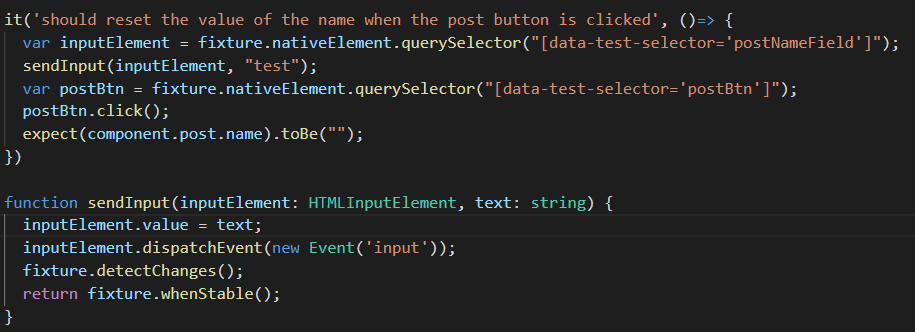 it('should reset the value of the name when the post button is clicked', ()=> {
  var inputElement = fixture.nativeElement.querySelector("[data-test-selector='postNameField']");
  sendInput(inputElement, "test");
  var postBtn = fixture.nativeElement.querySelector("[data-test-selector='postBtn']");
  postBtn.click();
  expect(component.post.name).toBe("");
})

function sendInput(inputElement: HTMLInputElement, text: string) {
  inputElement.value = text;
  inputElement.dispatchEvent(new Event('input'));
  fixture.detectChanges();
  return fixture.whenStable();
}